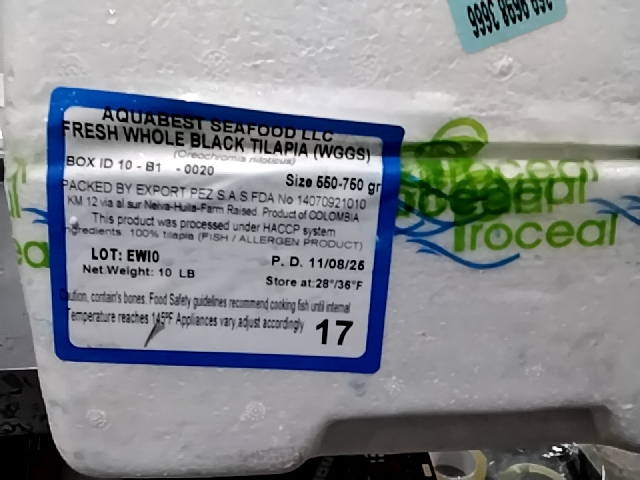 AQUABEST SEAFOOD LLC
FRESH WHOLE BLACK TILAPIA (WGGS)
(Oreochromis niloticus)
BOX ID 10 - B1 - 0020
Size 550-750 gr
PACKED BY EXPORT PEZ S.A.S FDA No 14070921010
KM 12 via al sur Neiva-Huila-Farm Raised. Product of COLOMBIA
This product was processed under HACCP system
Ingredients: 100% tilapia (FISH / ALLERGEN PRODUCT)
LOT: EWI0
P. D. 11/08/25
Net Weight: 10 LB
Store at:28°/36°F
Caution, contain's bones. Food Safety guidelines recommend cooking fish until internal
Temperature reaches 145°F Appliances vary,adjust accordingly
17
Troceal